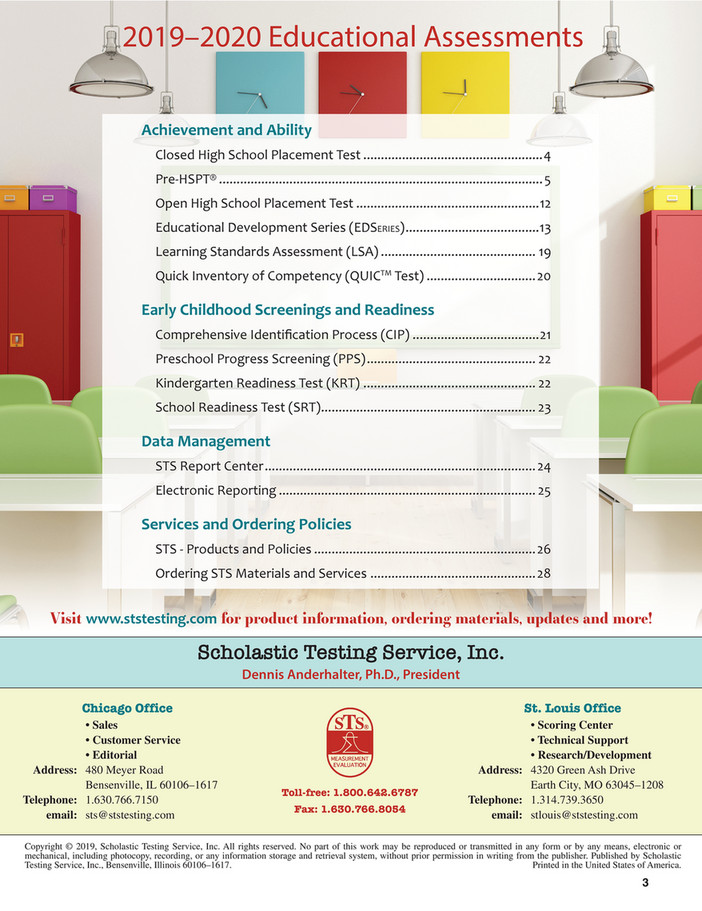 2019–2020 Educational Assessments
Achievement and Ability
Closed High School Placement Test ................................................... 4
Pre-HSPT® ............................................................................................ 5
Open High School Placement Test .................................................... 12
Educational Development Series (EDSERIES)...................................... 13
Learning Standards Assessment (LSA) ............................................ 19
Quick Inventory of Competency (QUIC™ Test) ............................... 20
Early Childhood Screenings and Readiness
Comprehensive Identification Process (CIP) .................................... 21
Preschool Progress Screening (PPS)................................................ 22
Kindergarten Readiness Test (KRT) ................................................. 22
School Readiness Test (SRT)............................................................. 23
Data Management
STS Report Center............................................................................. 24
Electronic Reporting ......................................................................... 25
Services and Ordering Policies
STS - Products and Policies ............................................................... 26
Ordering STS Materials and Services ............................................... 28
Visit www.ststesting.com for product information, ordering materials, updates and more!
Scholastic Testing Service, Inc.
Dennis Anderhalter, Ph.D., President
Chicago Office
• Sales
• Customer Service
• Editorial
Address: 480 Meyer Road
Bensenville, IL 60106–1617
Telephone: 1.630.766.7150
email: sts@ststesting.com
STS®
MEASUREMENT
EVALUATION
Toll-free: 1.800.642.6787
Fax: 1.630.766.8054
St. Louis Office
• Scoring Center
• Technical Support
• Research/Development
Address: 4320 Green Ash Drive
Earth City, MO 63045–1208
Telephone: 1.314.739.3650
email: stlouis@ststesting.com
Copyright © 2019, Scholastic Testing Service, Inc. All rights reserved. No part of this work may be reproduced or transmitted in any form or by any means, electronic or
mechanical, including photocopy, recording, or any information storage and retrieval system, without prior permission in writing from the publisher. Published by Scholastic
Testing Service, Inc., Bensenville, Illinois 60106–1617. Printed in the United States of America.
3